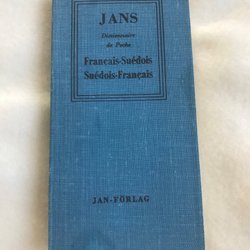 JANS
Dictionnaire
de Poche
Français-Suédois
Suédois-Français
JAN-FÖRLAG